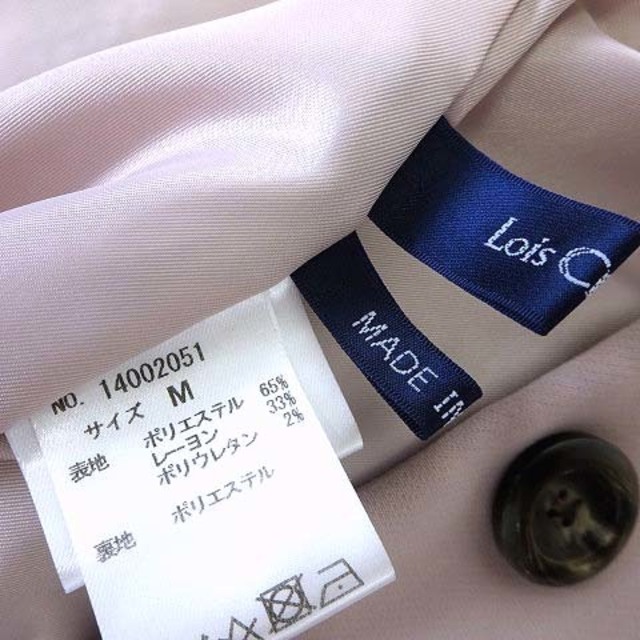 Lois
MADE IN
NO. 14002051
サイズ M
表地 ポリエステル 65%
レーヨン 33%
ポリウレタン 2%
裏地 ポリエステル